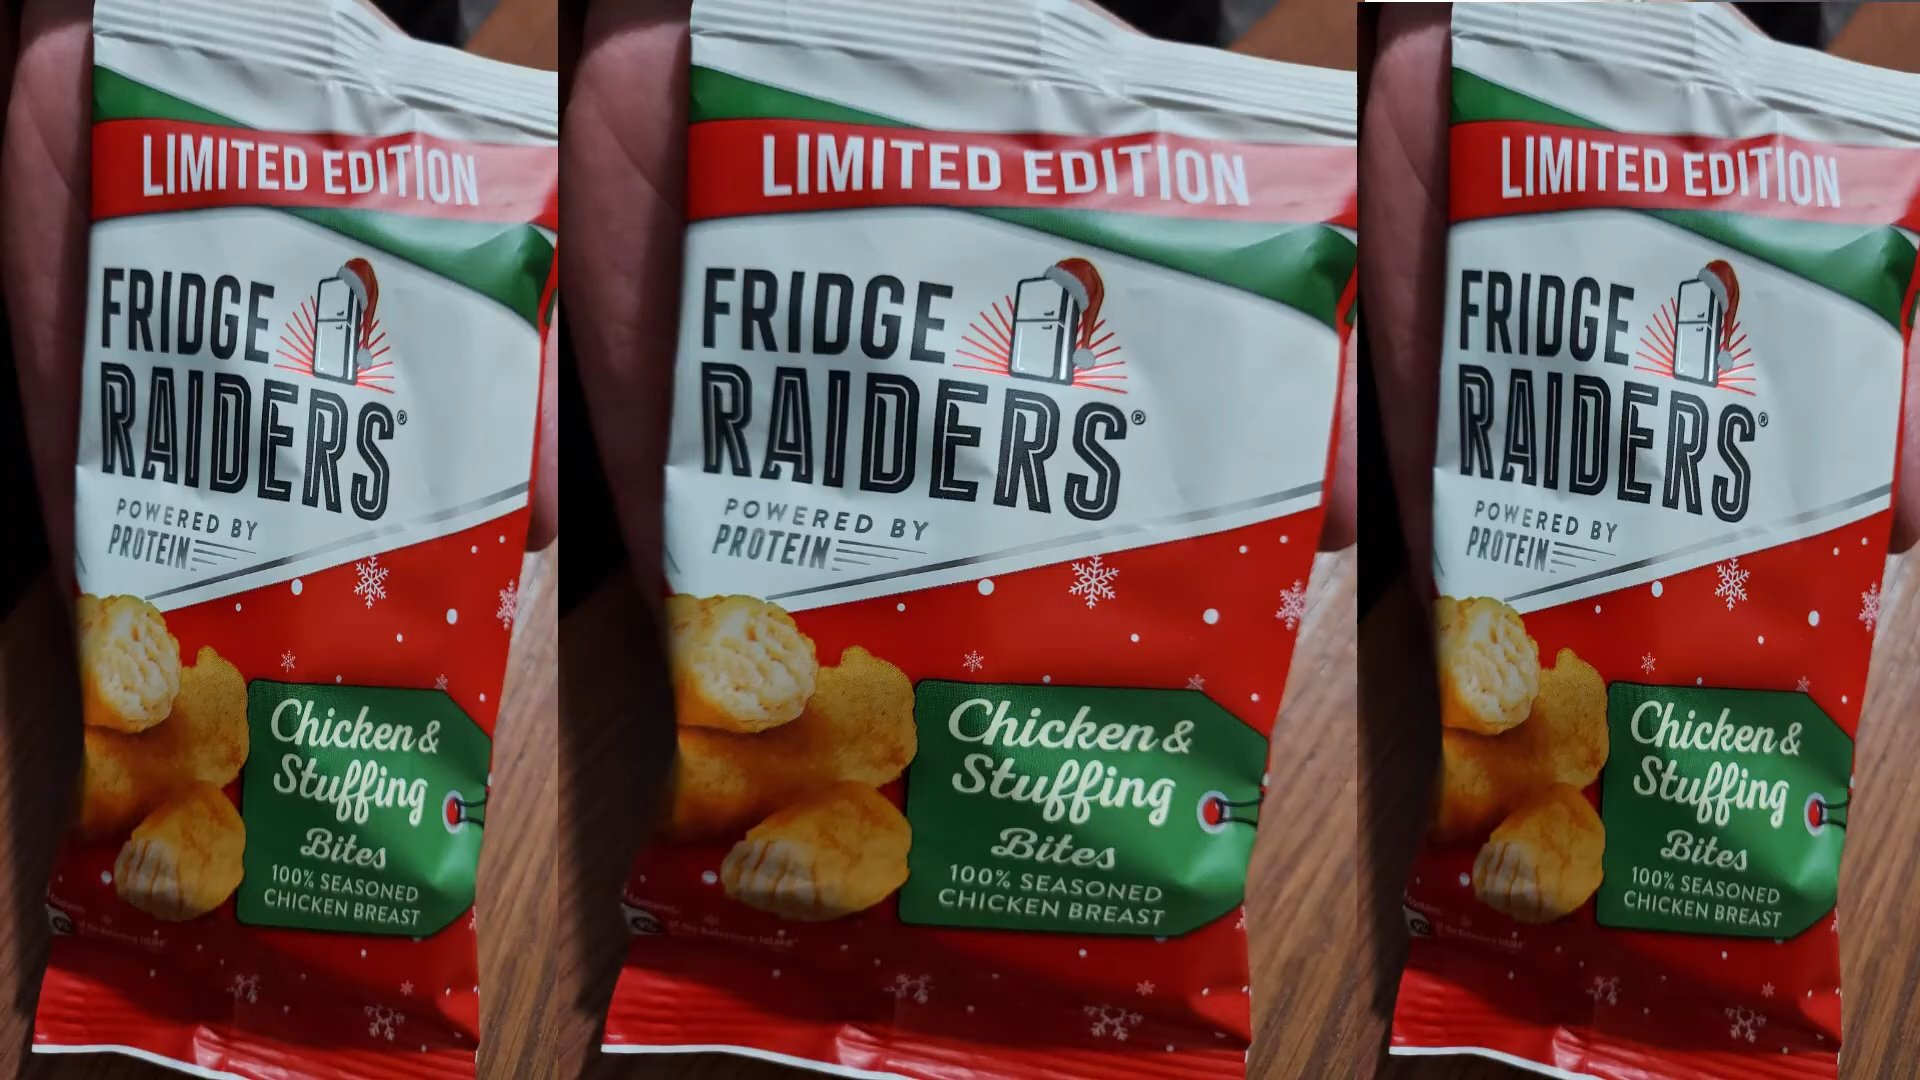 LIMITED EDITION
FRIDGE
RAIDERS®
POWERED BY
PROTEIN
Chicken &
Stuffing
Bites
100% SEASONED
CHICKEN BREAST
LIMITED EDITION
FRIDGE
RAIDERS®
POWERED BY
PROTEIN
Chicken &
Stuffing
Bites
100% SEASONED
CHICKEN BREAST
LIMITED EDITION
FRIDGE
RAIDERS®
POWERED BY
PROTEIN
Chicken &
Stuffing
Bites
100% SEASONED
CHICKEN BREAST